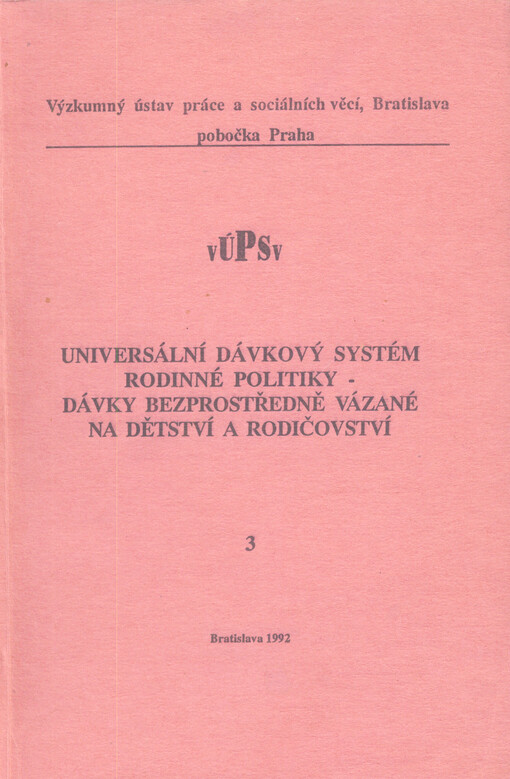 Výzkumný ústav práce a sociálních věcí, Bratislava
pobočka Praha
vÚPSv
UNIVERSÁLNÍ DÁVKOVÝ SYSTÉM
RODINNÉ POLITIKY -
DÁVKY BEZPROSTŘEDNĚ VÁZANÉ
NA DĚTSTVÍ A RODIČOVSTVÍ
3
Bratislava 1992